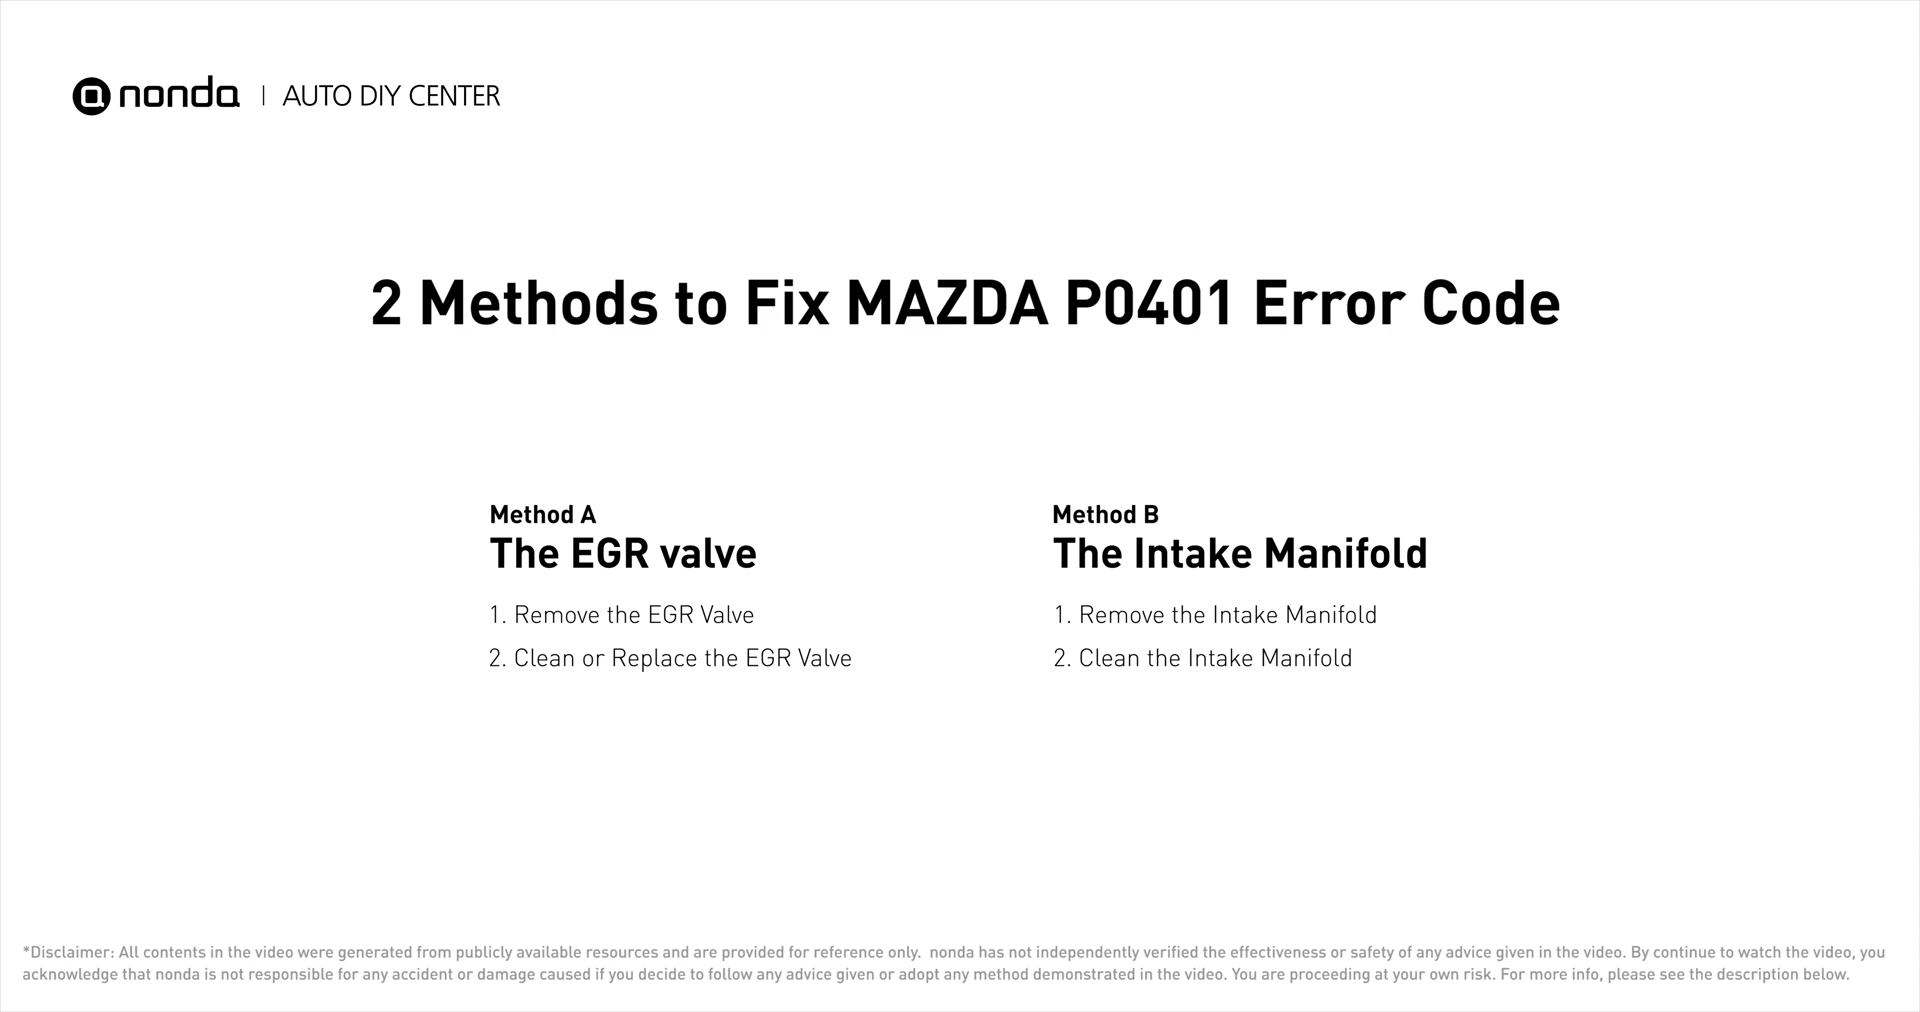 nonda | AUTO DIY CENTER
2 Methods to Fix MAZDA P0401 Error Code
Method A
The EGR valve
1. Remove the EGR Valve
2. Clean or Replace the EGR Valve
Method B
The Intake Manifold
1. Remove the Intake Manifold
2. Clean the Intake Manifold
*Disclaimer: All contents in the video were generated from publicly available resources and are provided for reference only.  nonda has not independently verified the effectiveness or safety of any advice given in the video. By continue to watch the video, you
acknowledge that nonda is not responsible for any accident or damage caused if you decide to follow any advice given or adopt any method demonstrated in the video. You are proceeding at your own risk. For more info, please see the description below.